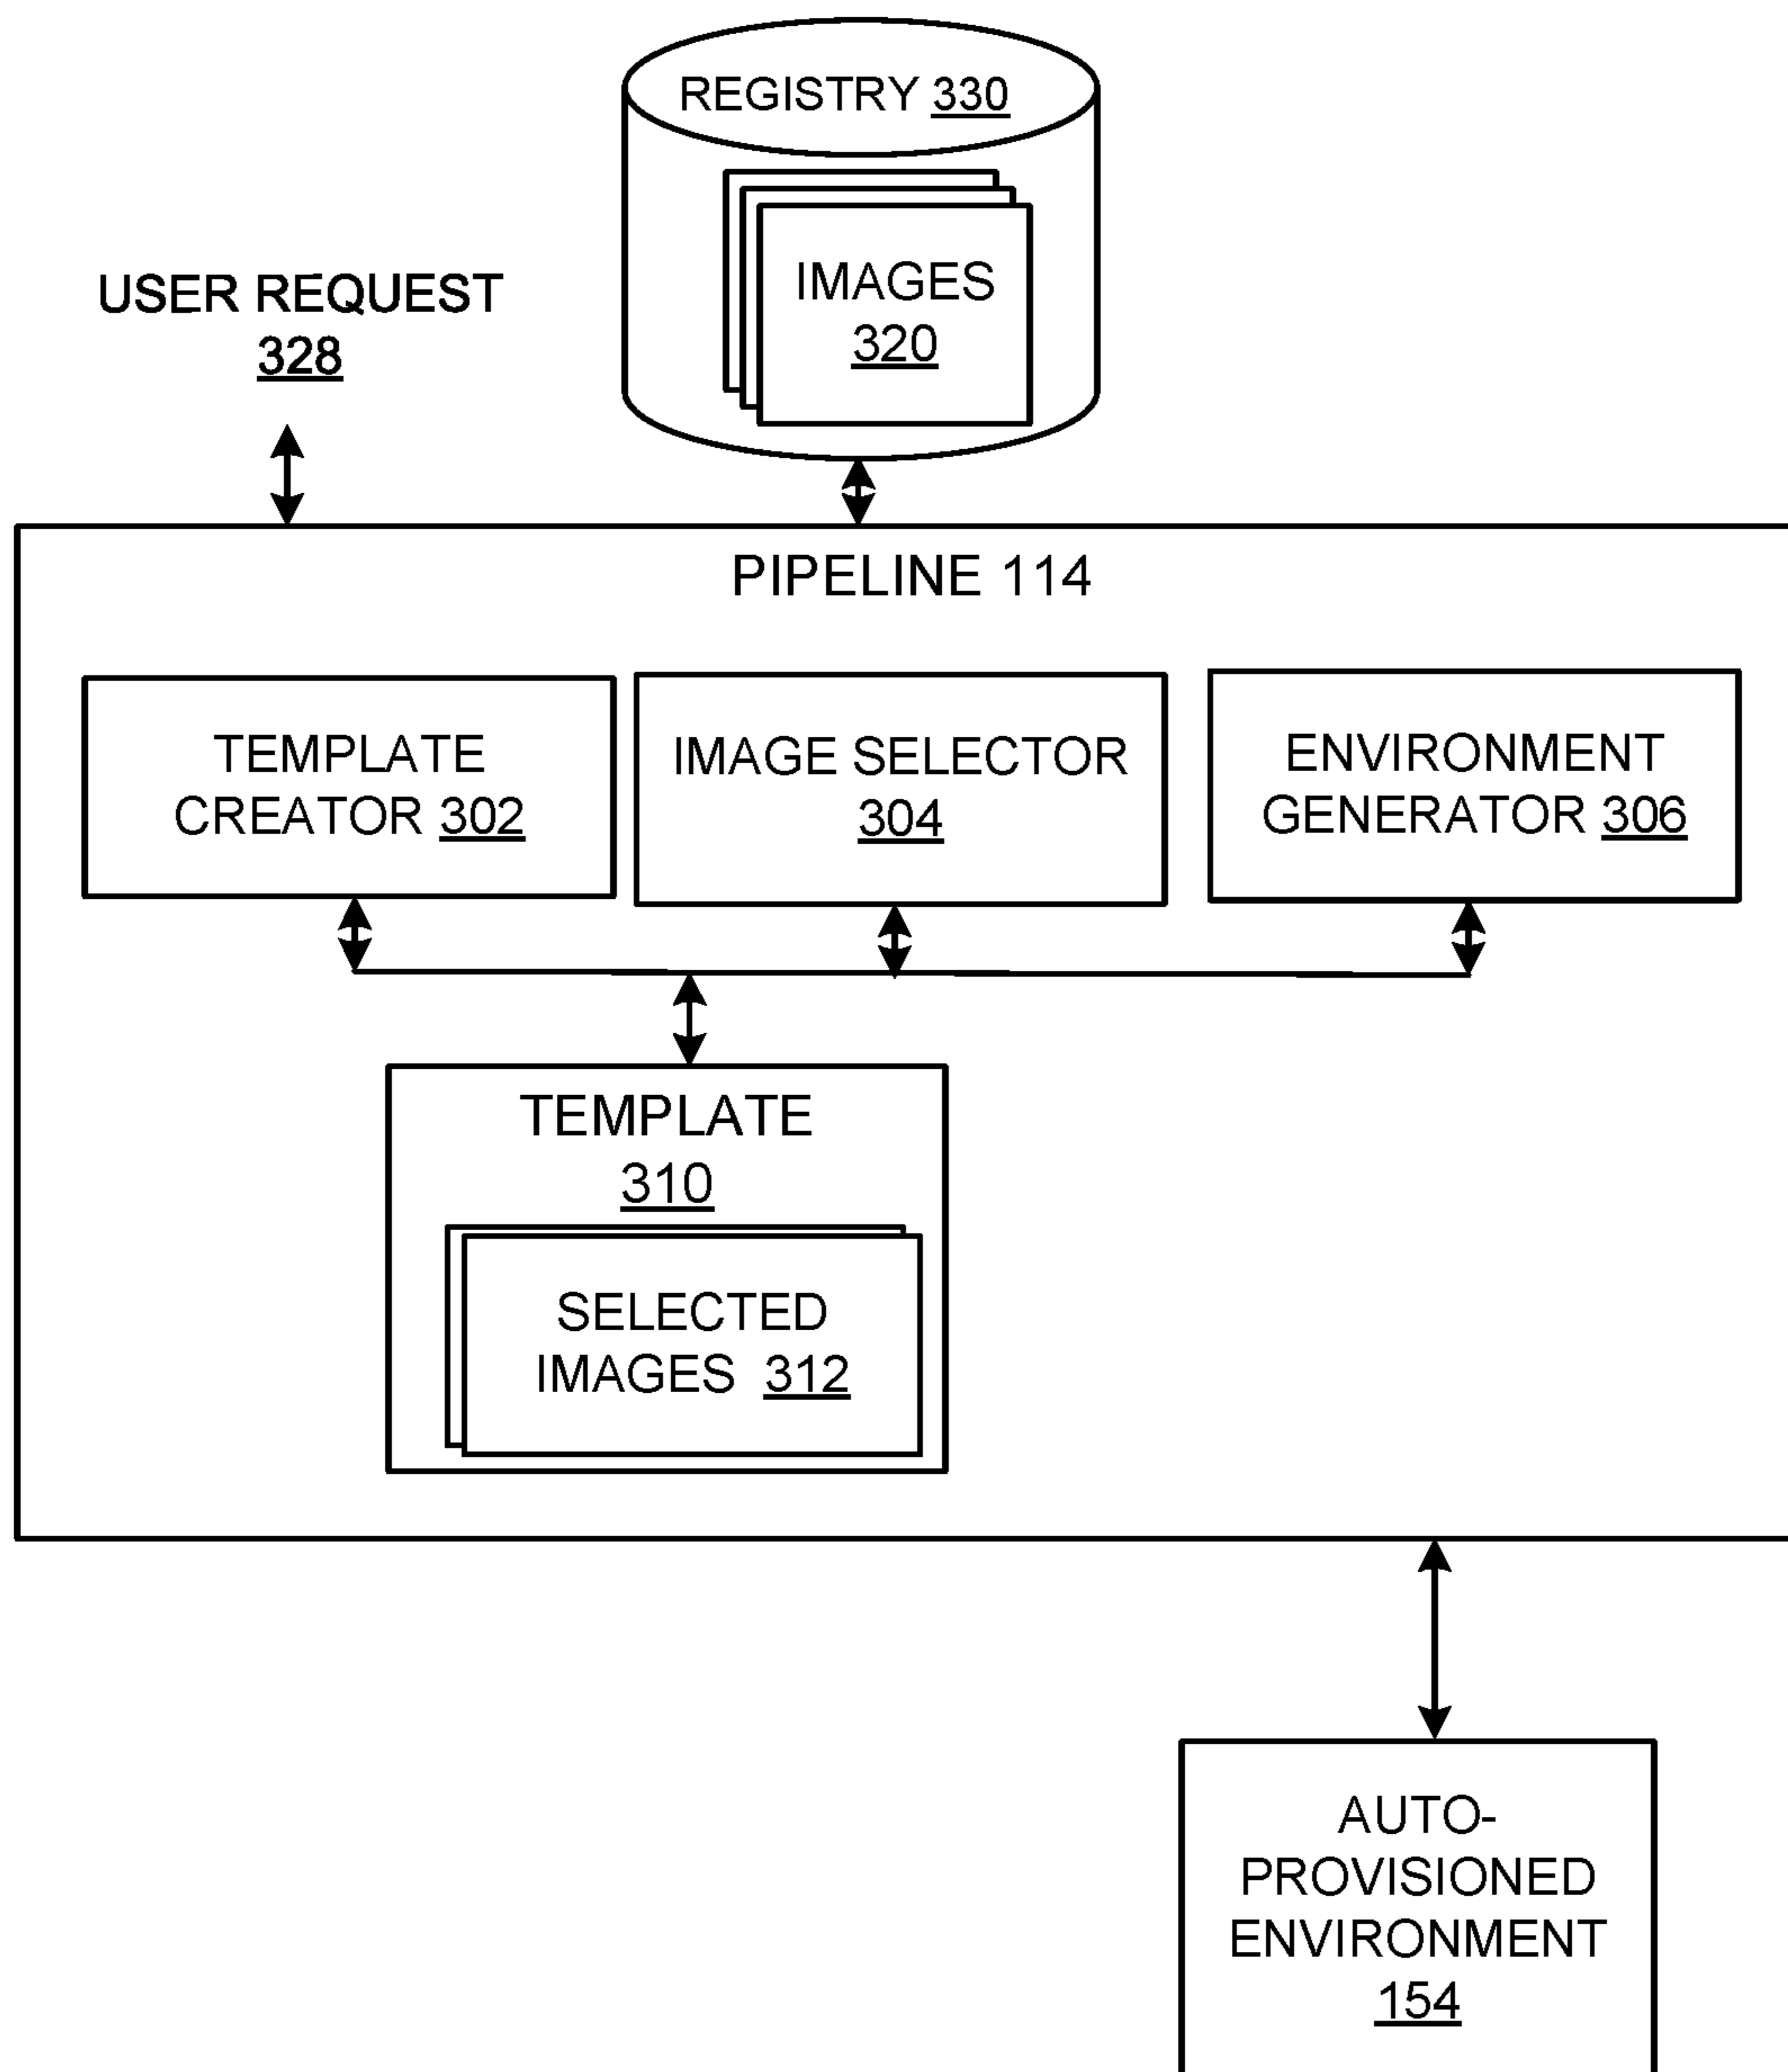 REGISTRY 330
IMAGES
320
USER REQUEST
328
PIPELINE 114
TEMPLATE
CREATOR 302
IMAGE SELECTOR
304
ENVIRONMENT
GENERATOR 306
TEMPLATE
310
SELECTED
IMAGES 312
AUTO-
PROVISIONED
ENVIRONMENT
154